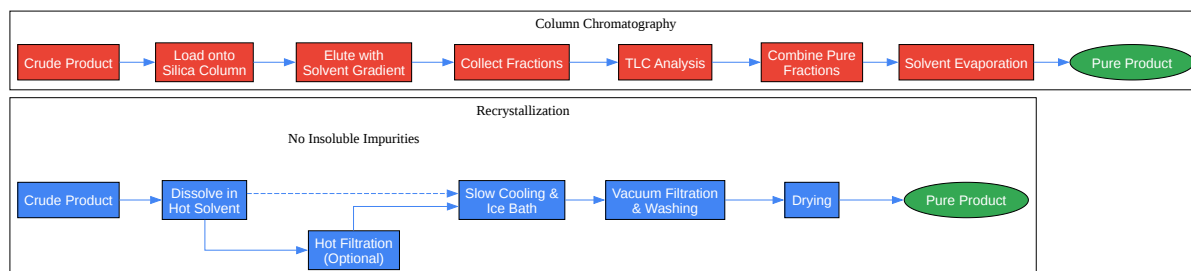 Column Chromatography
Crude Product
Load onto
Silica Column
Elute with
Solvent Gradient
Collect Fractions
TLC Analysis
Combine Pure
Fractions
Solvent Evaporation
Pure Product
Recrystallization
No Insoluble Impurities
Crude Product
Dissolve in
Hot Solvent
Hot Filtration
(Optional)
Slow Cooling &
Ice Bath
Vacuum Filtration
& Washing
Drying
Pure Product